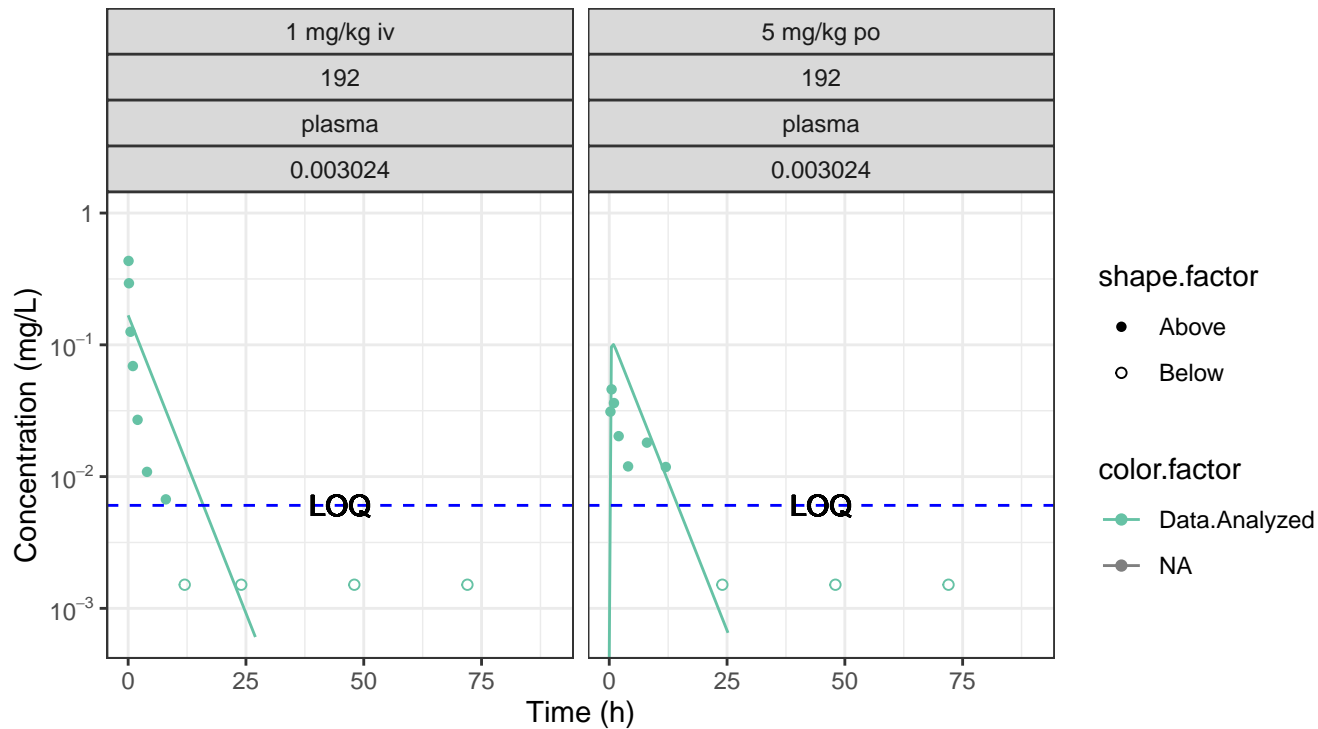 1 mg/kg iv
192
plasma
0.003024
5 mg/kg po
192
plasma
0.003024
Concentration (mg/L)
1
10⁻¹
10⁻²
10⁻³
LOQ
LOQ
0 25 50 75
0 25 50 75
Time (h)
shape.factor
Above
Below
color.factor
Data.Analyzed
NA